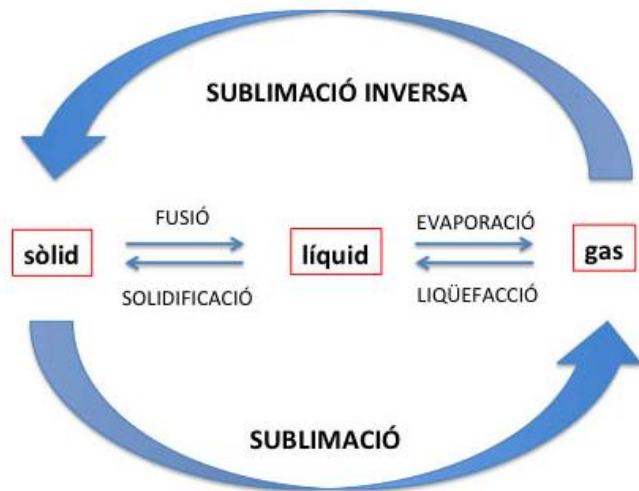 SUBLIMACIÓ INVERSA
FUSIÓ
EVAPORACIÓ
sòlid
líquid
gas
SOLIDIFICACIÓ
LIQÜEFACCIÓ
SUBLIMACIÓ